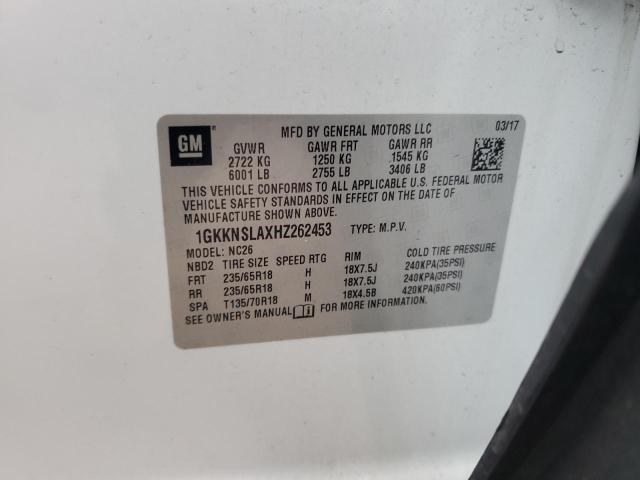 GM
MFD BY GENERAL MOTORS LLC 03/17
GVWR GAWR FRT GAWR RR
2722 KG 1250 KG 1545 KG
6001 LB 2755 LB 3406 LB
THIS VEHICLE CONFORMS TO ALL APPLICABLE U.S. FEDERAL MOTOR
VEHICLE SAFETY STANDARDS IN EFFECT ON THE DATE OF
MANUFACTURE SHOWN ABOVE.
1GKKNSLAXHZ262453 TYPE: M.P.V.
MODEL: NC26
NBD2 TIRE SIZE SPEED RTG RIM COLD TIRE PRESSURE
FRT 235/65R18 H 18X7.5J 240KPA(35PSI)
RR 235/65R18 H 18X7.5J 240KPA(35PSI)
SPA T135/70R18 M 18X4.5B 420KPA(60PSI)
SEE OWNER'S MANUAL FOR MORE INFORMATION.